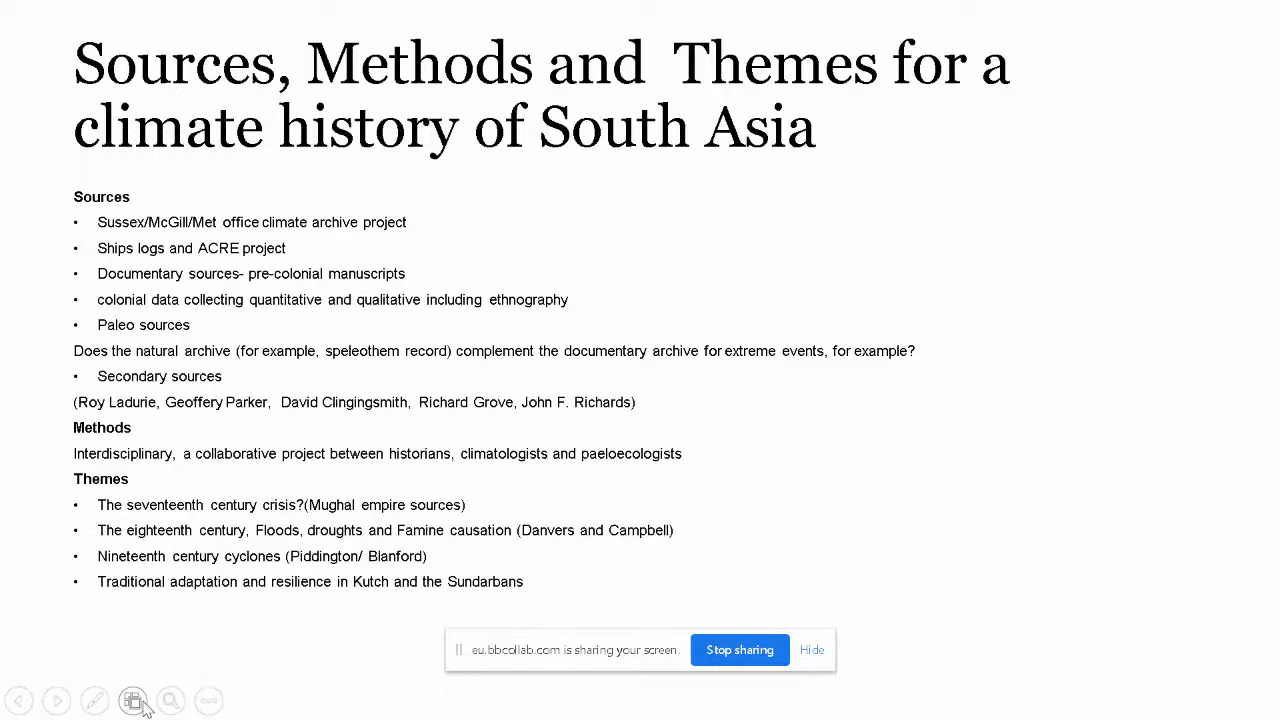 Sources, Methods and Themes for a
climate history of South Asia
Sources
• Sussex/McGill/Met office climate archive project
• Ships logs and ACRE project
• Documentary sources- pre-colonial manuscripts
• colonial data collecting quantitative and qualitative including ethnography
• Paleo sources
Does the natural archive (for example, speleothem record) complement the documentary archive for extreme events, for example?
• Secondary sources
(Roy Ladurie, Geoffery Parker, David Clingingsmith, Richard Grove, John F. Richards)
Methods
Interdisciplinary, a collaborative project between historians, climatologists and paeloecologists
Themes
• The seventeenth century crisis?(Mughal empire sources)
• The eighteenth century, Floods, droughts and Famine causation (Danvers and Campbell)
• Nineteenth century cyclones (Piddington/ Blanford)
• Traditional adaptation and resilience in Kutch and the Sundarbans
eu.bbcollab.com is sharing your screen. Stop sharing Hide